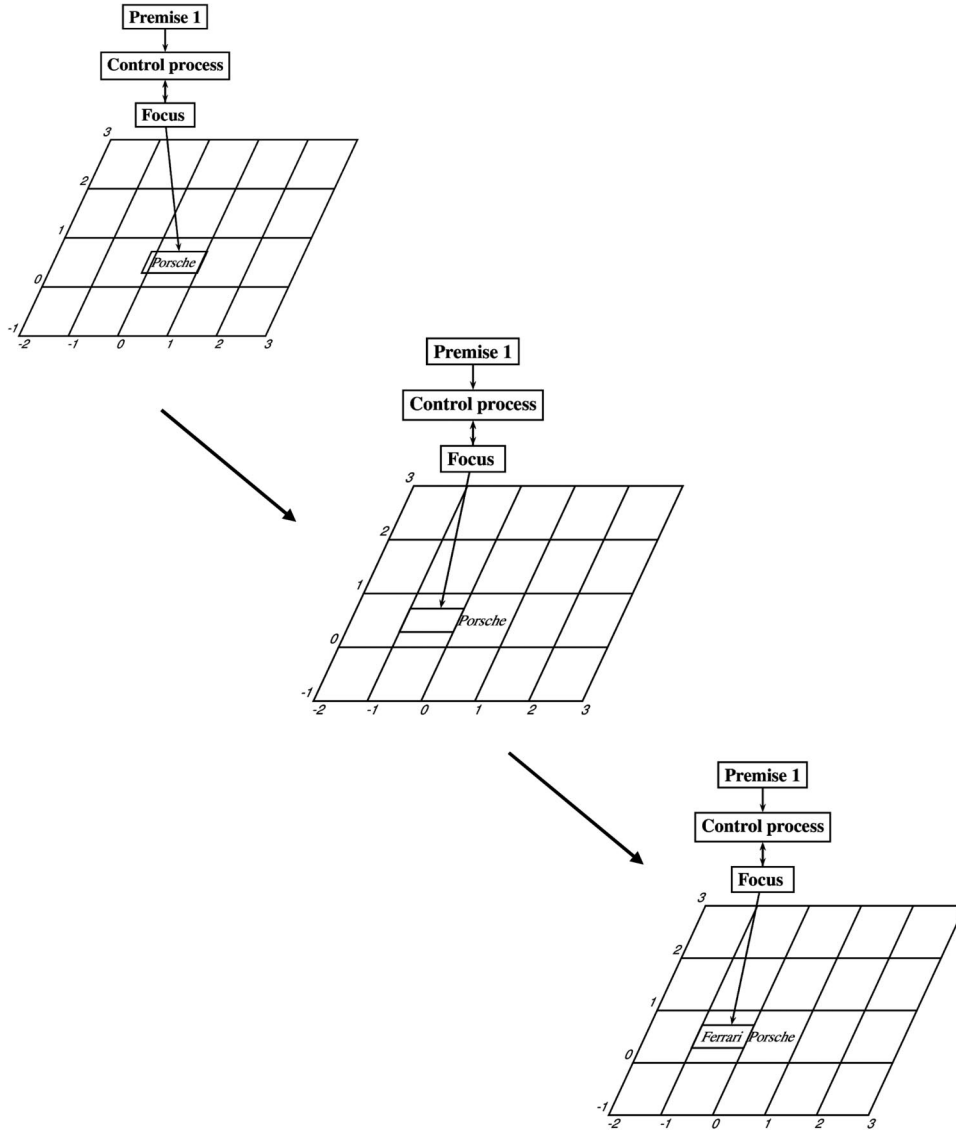 Premise 1
Control process
Focus
3
2
1
Porsche
0
-1
-2 -1 0 1 2 3
Premise 1
Control process
Focus
3
2
1
Porsche
0
-1
-2 -1 0 1 2 3
Premise 1
Control process
Focus
3
2
1
Ferrari Porsche
0
-1
-2 -1 0 1 2 3